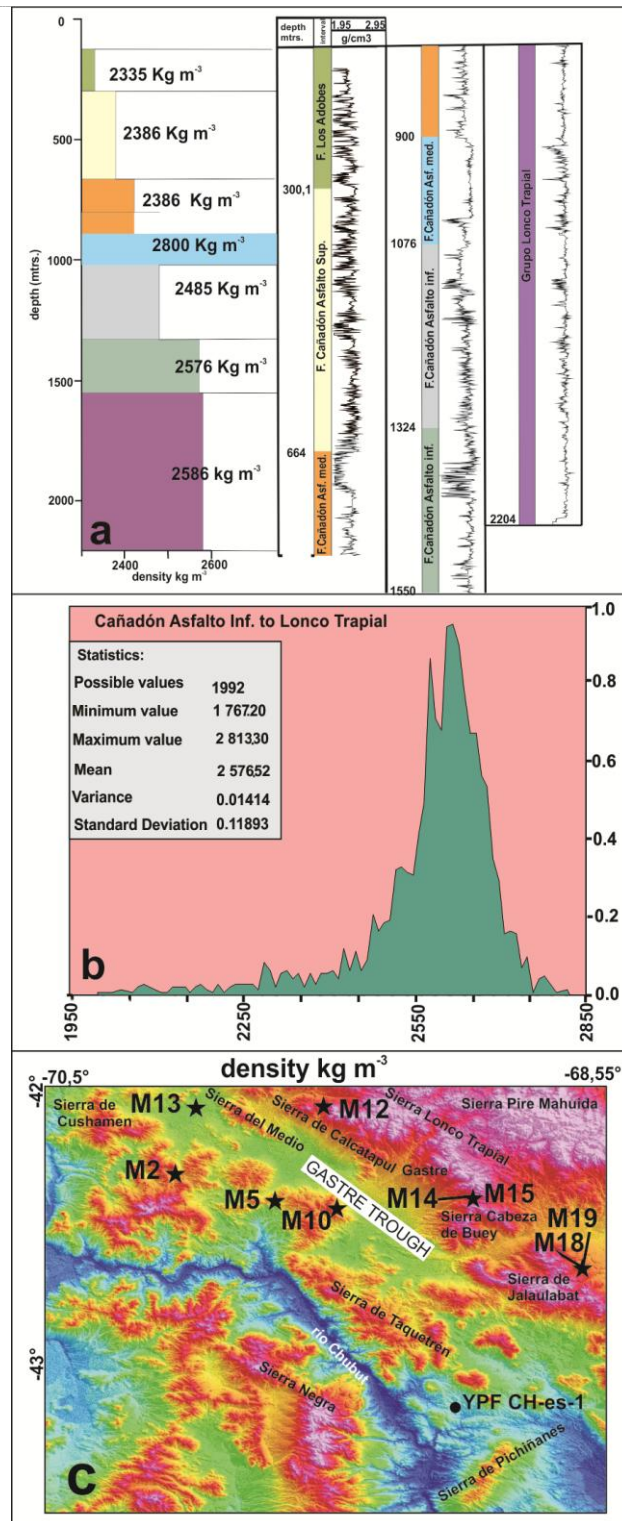 0
500
1000
1500
2000
depth (mtrs.)
2335 Kg m-3
2386 Kg m-3
2386 Kg m-3
2800 Kg m-3
2485 Kg m-3
2576 Kg m-3
2586 kg m-3
2400 2600
density kg m-3
a
depth
mtrs.
interval
1.95 2.95
g/cm3
F. Los Adobes
300,1
F. Cañadón Asfalto Sup.
664
F.Cañadón Asf. med.
900
F.Cañadón Asf. med.
1076
F. Cañadón Asfalto inf.
1324
F.Cañadón Asfalto inf.
1550
Grupo Lonco Trapial
2204
Cañadón Asfalto Inf. to Lonco Trapial
Statistics:
Possible values 1992
Minimum value 1 767.20
Maximum value 2 813,30
Mean 2 576,52
Variance 0.01414
Standard Deviation 0.11893
1.0
0.8
0.6
0.4
0.2
0.0
b
1950 2250 2550 2850
density kg m-3
-70,5° -68,55°
-42°
-43°
Sierra de
Cushamen
M13
Sierra del Medio
Sierra de Calcatapul
M12
Sierra Lonco Trapial
Sierra Pire Mahuida
M2
Gastre
M5
M10
GASTRE TROUGH
M14
M15
Sierra Cabeza
de Buey
M19
M18
Sierra de
Jalaulabat
Sierra de Taquetren
río Chubut
Sierra Negra
YPF CH-es-1
Sierra de Pichiñanes
c